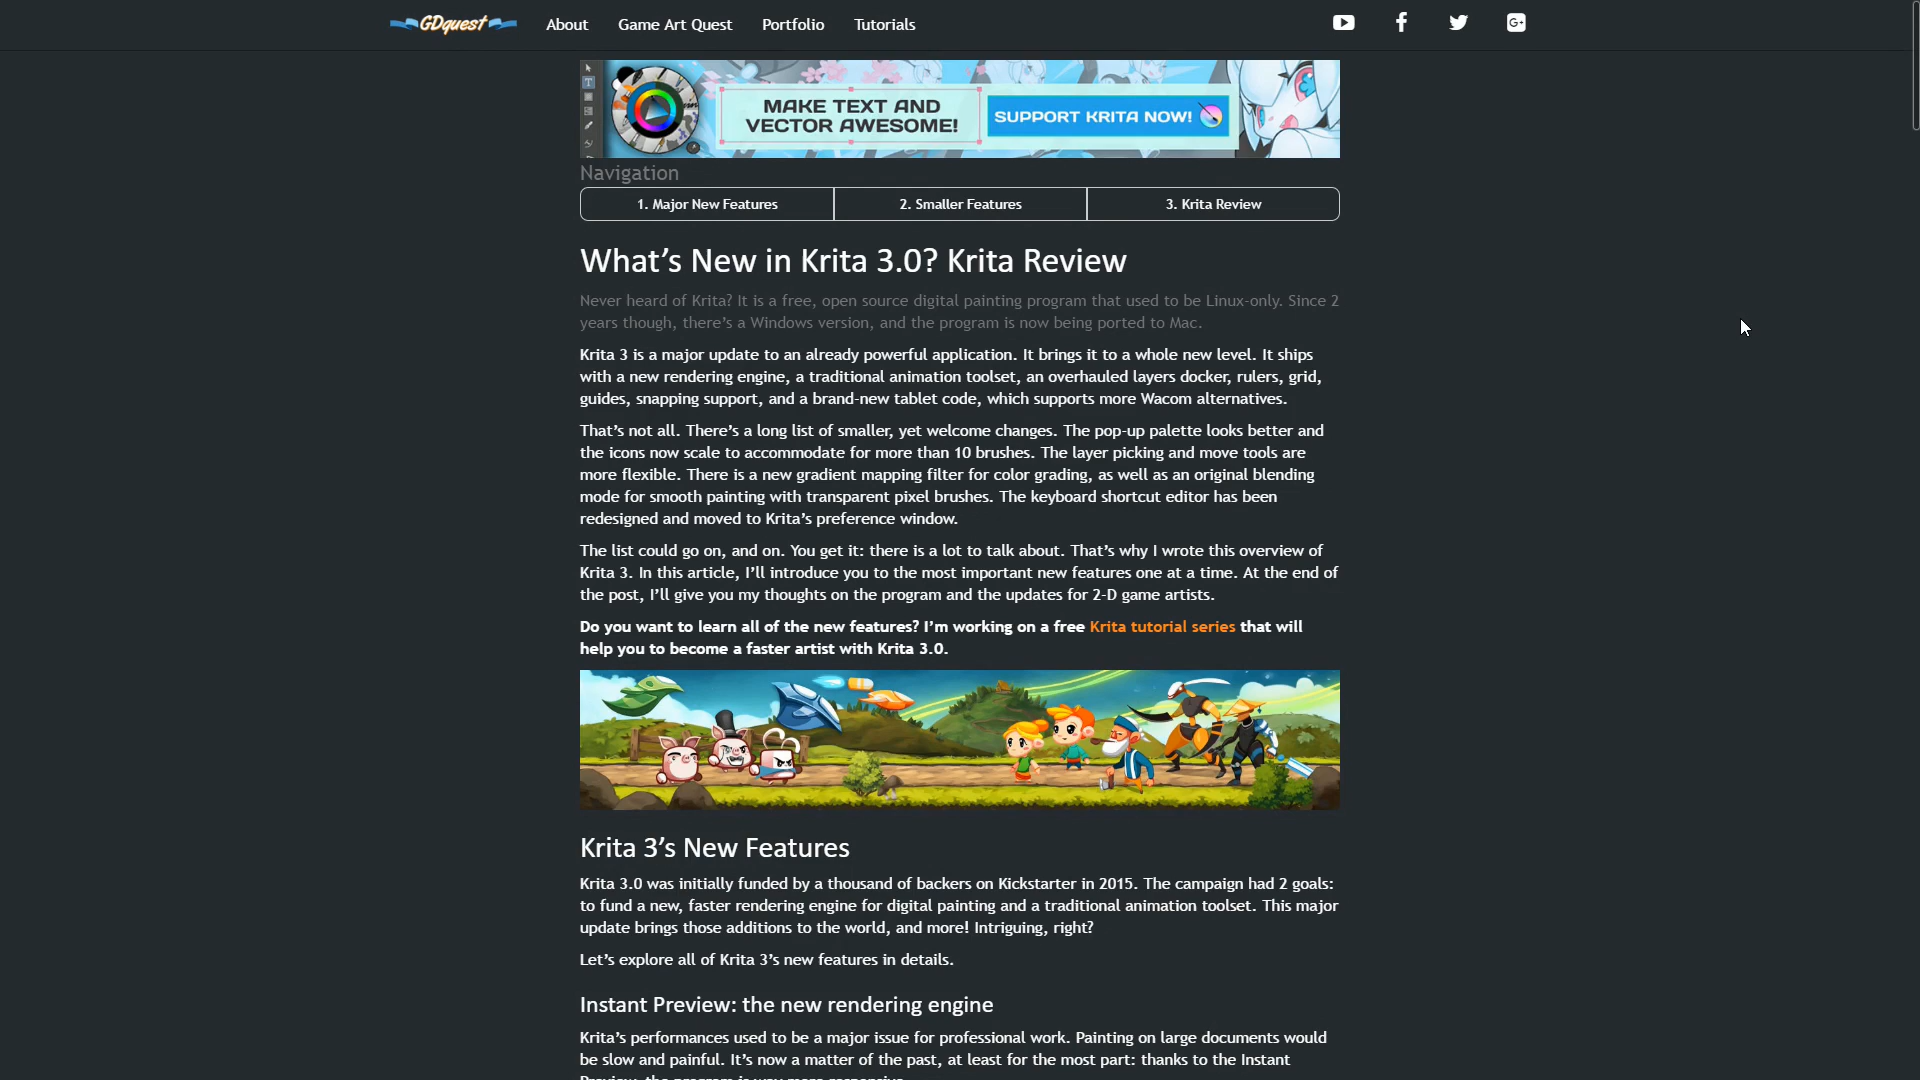 GDquest About Game Art Quest Portfolio Tutorials G+
MAKE TEXT AND
VECTOR AWESOME!
SUPPORT KRITA NOW!
Navigation
1. Major New Features 2. Smaller Features 3. Krita Review
What’s New in Krita 3.0? Krita Review
Never heard of Krita? It is a free, open source digital painting program that used to be Linux-only. Since 2
years though, there’s a Windows version, and the program is now being ported to Mac.
Krita 3 is a major update to an already powerful application. It brings it to a whole new level. It ships
with a new rendering engine, a traditional animation toolset, an overhauled layers docker, rulers, grid,
guides, snapping support, and a brand-new tablet code, which supports more Wacom alternatives.
That’s not all. There’s a long list of smaller, yet welcome changes. The pop-up palette looks better and
the icons now scale to accommodate for more than 10 brushes. The layer picking and move tools are
more flexible. There is a new gradient mapping filter for color grading, as well as an original blending
mode for smooth painting with transparent pixel brushes. The keyboard shortcut editor has been
redesigned and moved to Krita’s preference window.
The list could go on, and on. You get it: there is a lot to talk about. That’s why I wrote this overview of
Krita 3. In this article, I’ll introduce you to the most important new features one at a time. At the end of
the post, I’ll give you my thoughts on the program and the updates for 2-D game artists.
Do you want to learn all of the new features? I’m working on a free Krita tutorial series that will
help you to become a faster artist with Krita 3.0.
Krita 3’s New Features
Krita 3.0 was initially funded by a thousand of backers on Kickstarter in 2015. The campaign had 2 goals:
to fund a new, faster rendering engine for digital painting and a traditional animation toolset. This major
update brings those additions to the world, and more! Intriguing, right?
Let’s explore all of Krita 3’s new features in details.
Instant Preview: the new rendering engine
Krita’s performances used to be a major issue for professional work. Painting on large documents would
be slow and painful. It’s now a matter of the past, at least for the most part: thanks to the Instant